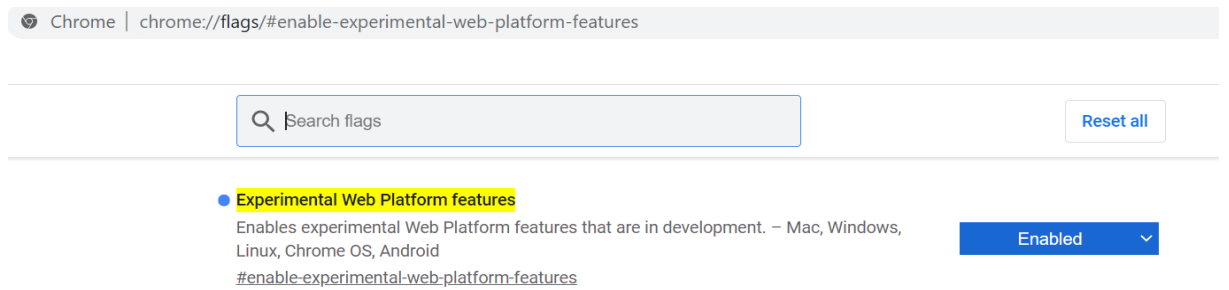 Chrome | chrome://flags/#enable-experimental-web-platform-features
Search flags
Reset all
Experimental Web Platform features
Enables experimental Web Platform features that are in development. – Mac, Windows,
Linux, Chrome OS, Android
Enabled
#enable-experimental-web-platform-features